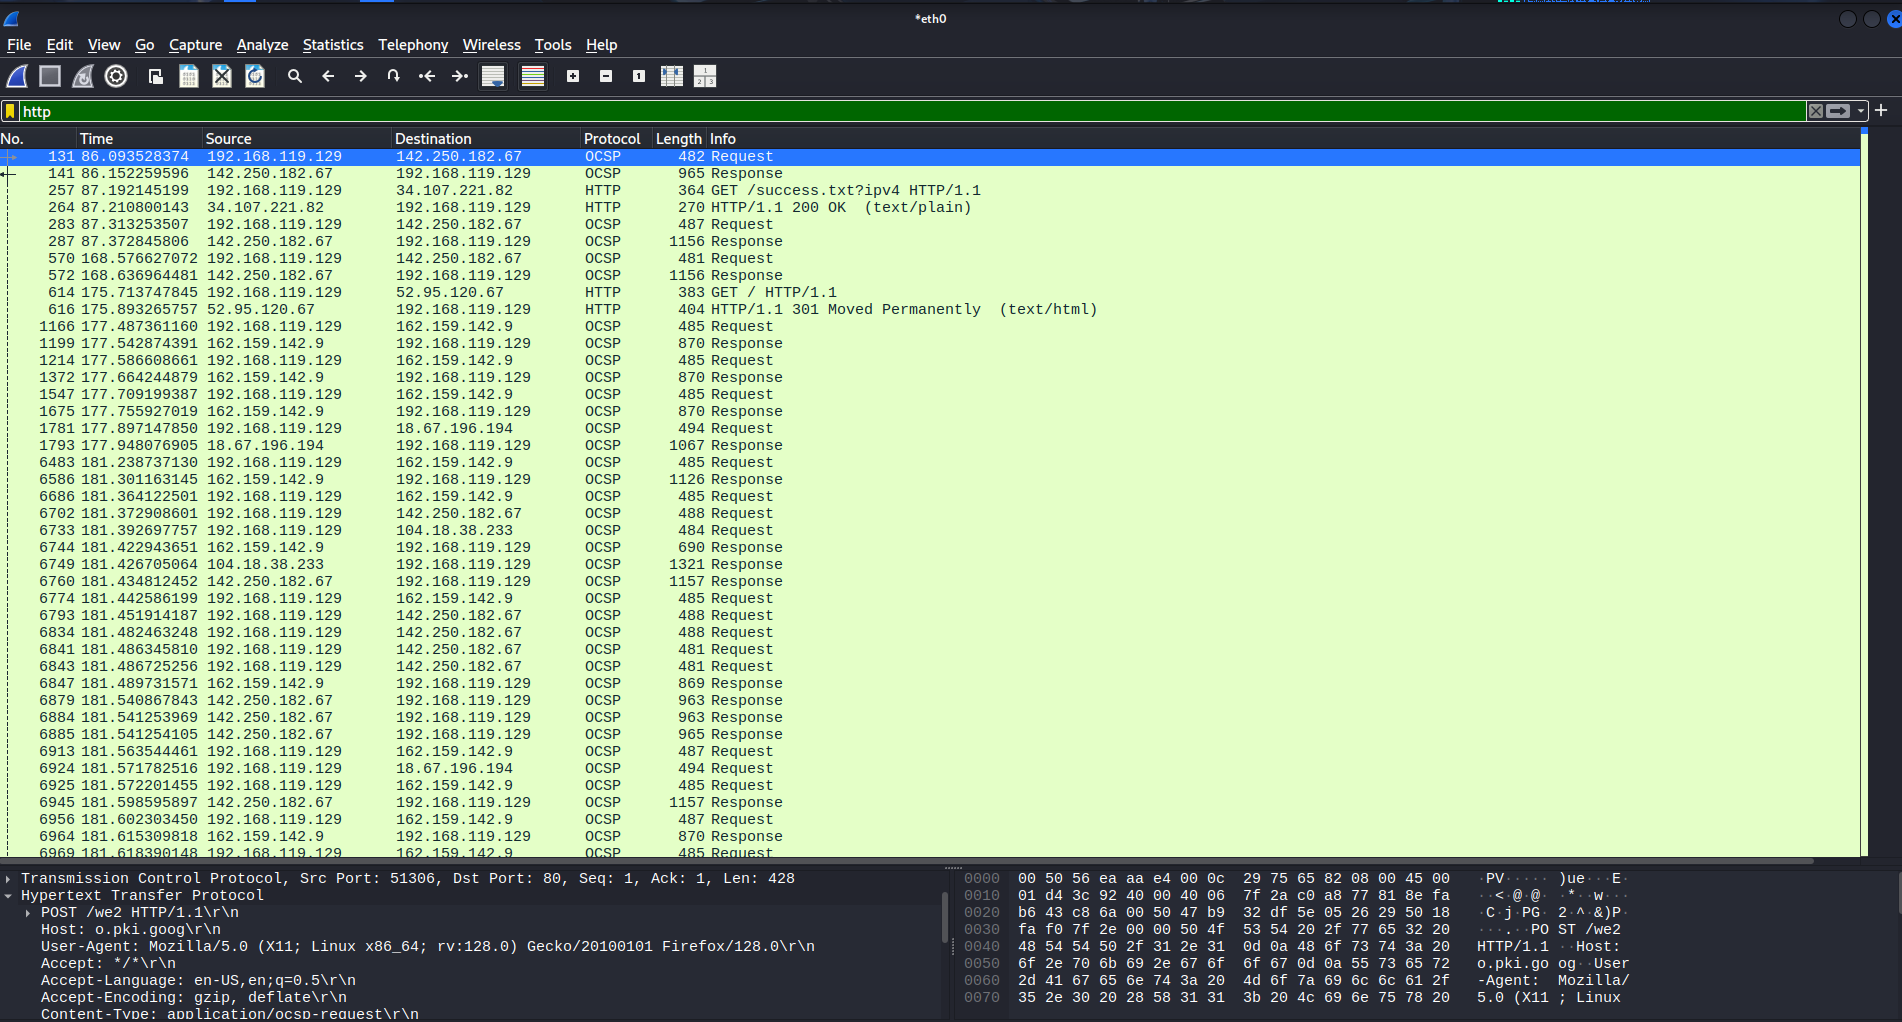 *eth0
File Edit View Go Capture Analyze Statistics Telephony Wireless Tools Help
http
No. Time Source Destination Protocol Length Info
131 86.093528374 192.168.119.129 142.250.182.67 OCSP 482 Request
141 86.152259596 142.250.182.67 192.168.119.129 OCSP 965 Response
257 87.192145199 192.168.119.129 34.107.221.82 HTTP 364 GET /success.txt?ipv4 HTTP/1.1
264 87.210800143 34.107.221.82 192.168.119.129 HTTP 270 HTTP/1.1 200 OK (text/plain)
283 87.313253507 192.168.119.129 142.250.182.67 OCSP 487 Request
287 87.372845806 142.250.182.67 192.168.119.129 OCSP 1156 Response
570 168.576627072 192.168.119.129 142.250.182.67 OCSP 481 Request
572 168.636964481 142.250.182.67 192.168.119.129 OCSP 1156 Response
614 175.713747845 192.168.119.129 52.95.120.67 HTTP 383 GET / HTTP/1.1
616 175.893265757 52.95.120.67 192.168.119.129 HTTP 404 HTTP/1.1 301 Moved Permanently (text/html)
1166 177.487361160 192.168.119.129 162.159.142.9 OCSP 485 Request
1199 177.542874391 162.159.142.9 192.168.119.129 OCSP 870 Response
1214 177.586608661 192.168.119.129 162.159.142.9 OCSP 485 Request
1372 177.664244879 162.159.142.9 192.168.119.129 OCSP 870 Response
1547 177.709199387 192.168.119.129 162.159.142.9 OCSP 485 Request
1675 177.755927019 162.159.142.9 192.168.119.129 OCSP 870 Response
1781 177.897147850 192.168.119.129 18.67.196.194 OCSP 494 Request
1793 177.948076905 18.67.196.194 192.168.119.129 OCSP 1067 Response
6483 181.238737130 192.168.119.129 162.159.142.9 OCSP 485 Request
6586 181.301163145 162.159.142.9 192.168.119.129 OCSP 1126 Response
6686 181.364122501 192.168.119.129 162.159.142.9 OCSP 485 Request
6702 181.372908601 192.168.119.129 142.250.182.67 OCSP 488 Request
6733 181.392697757 192.168.119.129 104.18.38.233 OCSP 484 Request
6744 181.422943651 162.159.142.9 192.168.119.129 OCSP 690 Response
6749 181.426705064 104.18.38.233 192.168.119.129 OCSP 1321 Response
6760 181.434812452 142.250.182.67 192.168.119.129 OCSP 1157 Response
6774 181.442586199 192.168.119.129 162.159.142.9 OCSP 485 Request
6793 181.451914187 192.168.119.129 142.250.182.67 OCSP 488 Request
6834 181.482463248 192.168.119.129 142.250.182.67 OCSP 488 Request
6841 181.486345810 192.168.119.129 142.250.182.67 OCSP 481 Request
6843 181.486725256 192.168.119.129 142.250.182.67 OCSP 481 Request
6847 181.489731571 162.159.142.9 192.168.119.129 OCSP 869 Response
6879 181.540867843 142.250.182.67 192.168.119.129 OCSP 963 Response
6884 181.541253969 142.250.182.67 192.168.119.129 OCSP 963 Response
6885 181.541254105 142.250.182.67 192.168.119.129 OCSP 965 Response
6913 181.563544461 192.168.119.129 162.159.142.9 OCSP 487 Request
6924 181.571782516 192.168.119.129 18.67.196.194 OCSP 494 Request
6925 181.572201455 192.168.119.129 162.159.142.9 OCSP 485 Request
6945 181.598595897 142.250.182.67 192.168.119.129 OCSP 1157 Response
6956 181.602303450 192.168.119.129 162.159.142.9 OCSP 487 Request
6964 181.615309818 162.159.142.9 192.168.119.129 OCSP 870 Response
6969 181.618390148 192.168.119.129 162.159.142.9 OCSP 485 Request
Transmission Control Protocol, Src Port: 51306, Dst Port: 80, Seq: 1, Ack: 1, Len: 428
Hypertext Transfer Protocol
POST /we2 HTTP/1.1\r\n
Host: o.pki.goog\r\n
User-Agent: Mozilla/5.0 (X11; Linux x86_64; rv:128.0) Gecko/20100101 Firefox/128.0\r\n
Accept: */*\r\n
Accept-Language: en-US,en;q=0.5\r\n
Accept-Encoding: gzip, deflate\r\n
Content-Type: application/ocsp-request\r\n
0000 00 50 56 ea aa e4 00 0c 29 75 65 82 08 00 45 00 ·PV····· )ue···E·
0010 01 d4 3c 92 40 00 40 06 7f 2a c0 a8 77 81 8e fa ··<·@·@· ·*··w···
0020 b6 43 c8 6a 00 50 47 b9 32 df 5e 05 26 29 50 18 ·C·j·PG· 2·^·&)P·
0030 fa f0 7f 2e 00 00 50 4f 53 54 20 2f 77 65 32 20 ···.··PO ST /we2
0040 48 54 54 50 2f 31 2e 31 0d 0a 48 6f 73 74 3a 20 HTTP/1.1 ··Host:
0050 6f 2e 70 6b 69 2e 67 6f 6f 67 0d 0a 55 73 65 72 o.pki.go og··User
0060 2d 41 67 65 6e 74 3a 20 4d 6f 7a 69 6c 6c 61 2f -Agent: Mozilla/
0070 35 2e 30 20 28 58 31 31 3b 20 4c 69 6e 75 78 20 5.0 (X11 ; Linux